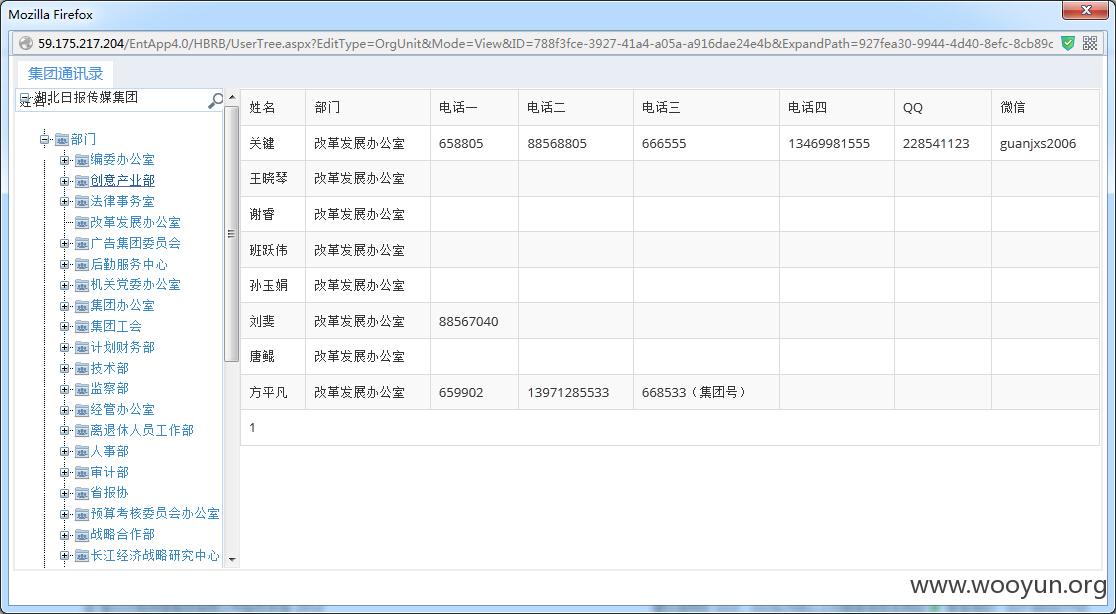 Mozilla Firefox
59.175.217.204/EntApp4.0/HBRB/UserTree.aspx?EditType=OrgUnit&Mode=View&ID=788f3fce-3927-41a4-a05a-a916dae24e4b&ExpandPath=927fea30-9944-4d40-8efc-8cb89c
集团通讯录
姓名:
湖北日报传媒集团
部门
编委办公室
创意产业部
法律事务室
改革发展办公室
广告集团委员会
后勤服务中心
机关党委办公室
集团办公室
集团工会
计划财务部
技术部
监察部
经管办公室
离退休人员工作部
人事部
审计部
省报协
预算考核委员会办公室
战略合作部
长江经济战略研究中心
姓名 部门 电话一 电话二 电话三 电话四 QQ 微信
关键 改革发展办公室 658805 88568805 666555 13469981555 228541123 guanjxs2006
王晓琴 改革发展办公室
谢睿 改革发展办公室
班跃伟 改革发展办公室
孙玉娟 改革发展办公室
刘斐 改革发展办公室 88567040
唐鲲 改革发展办公室
方平凡 改革发展办公室 659902 13971285533 668533（集团号）
1
www.wooyun.org